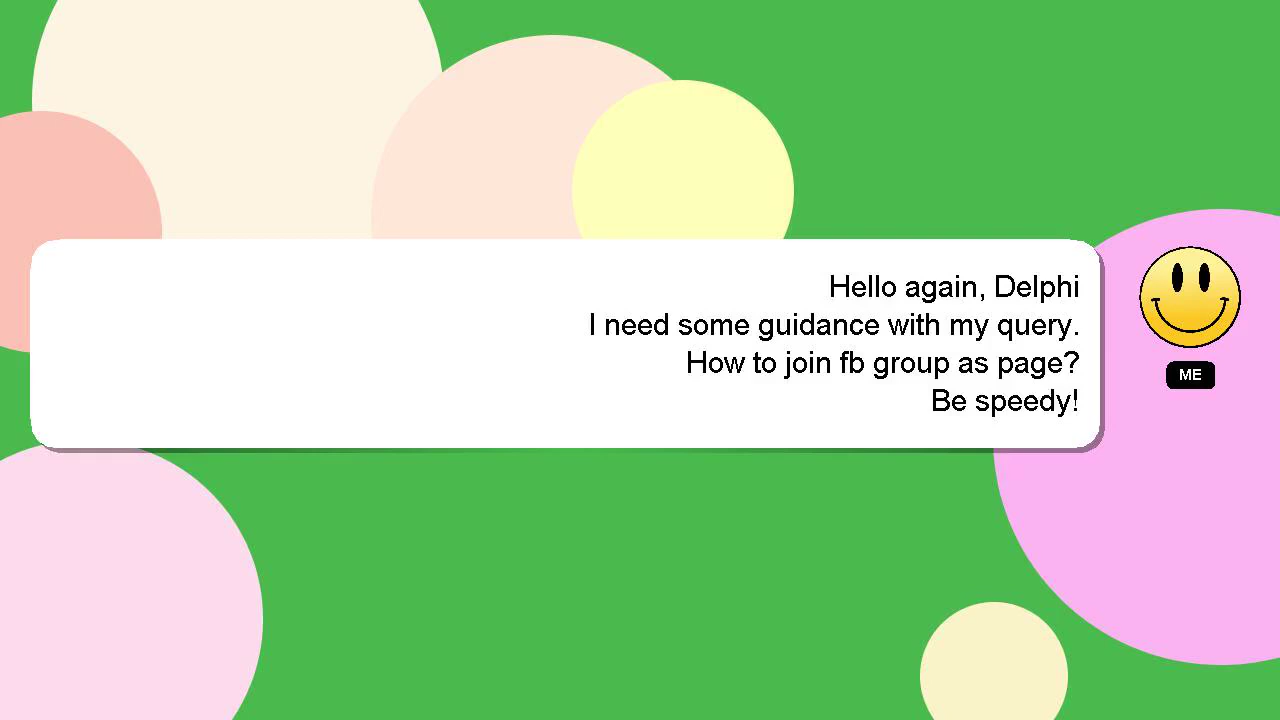 Hello again, Delphi
I need some guidance with my query.
How to join fb group as page?
Be speedy!
ME